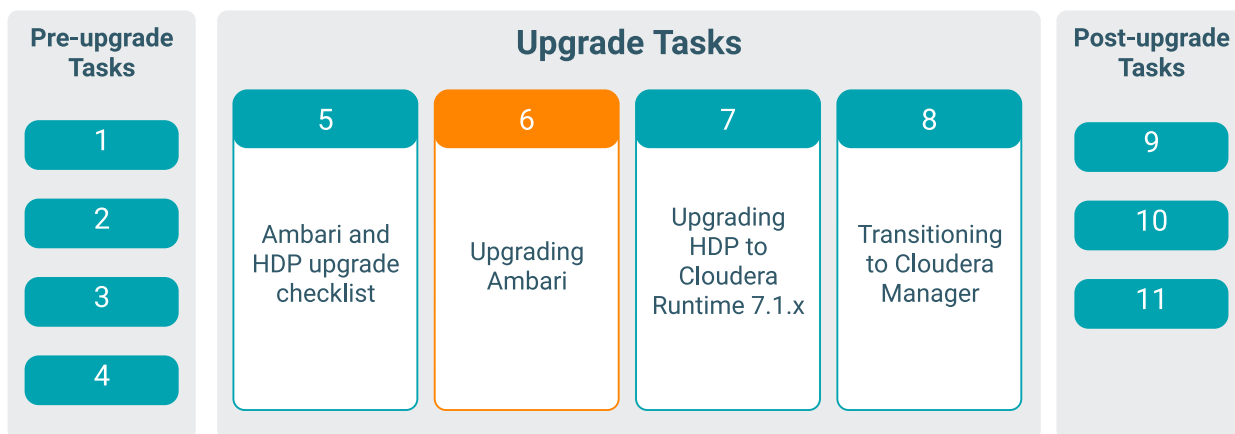 Pre-upgrade
Tasks
1
2
3
4
Upgrade Tasks
5
Ambari and
HDP upgrade
checklist
6
Upgrading
Ambari
7
Upgrading
HDP to
Cloudera
Runtime 7.1.x
8
Transitioning
to Cloudera
Manager
Post-upgrade
Tasks
9
10
11